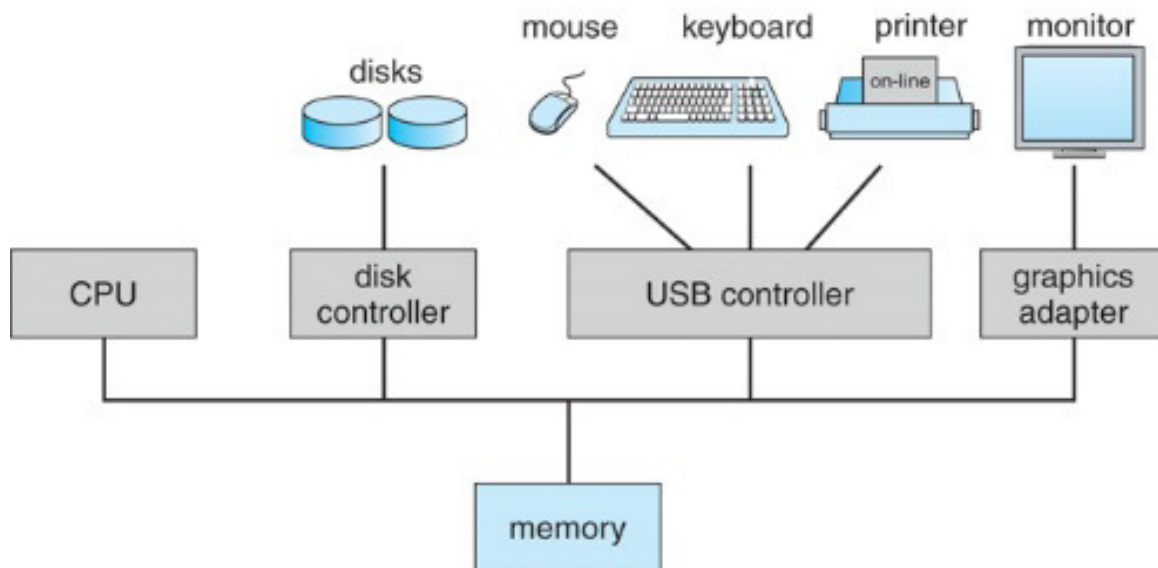 mouse
keyboard
printer
monitor
disks
on-line
CPU
disk
controller
USB controller
graphics
adapter
memory